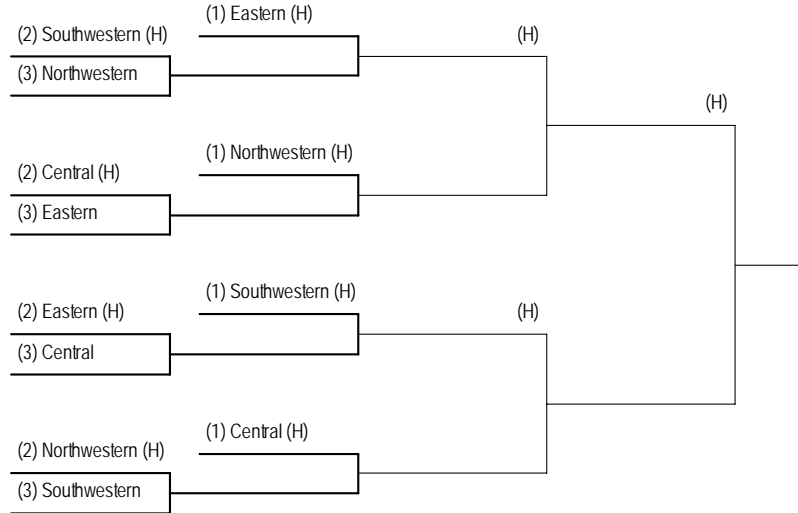 (1) Eastern (H)
(2) Southwestern (H)
(3) Northwestern
(H)
(H)
(1) Northwestern (H)
(2) Central (H)
(3) Eastern
(1) Southwestern (H)
(2) Eastern (H)
(3) Central
(H)
(1) Central (H)
(2) Northwestern (H)
(3) Southwestern